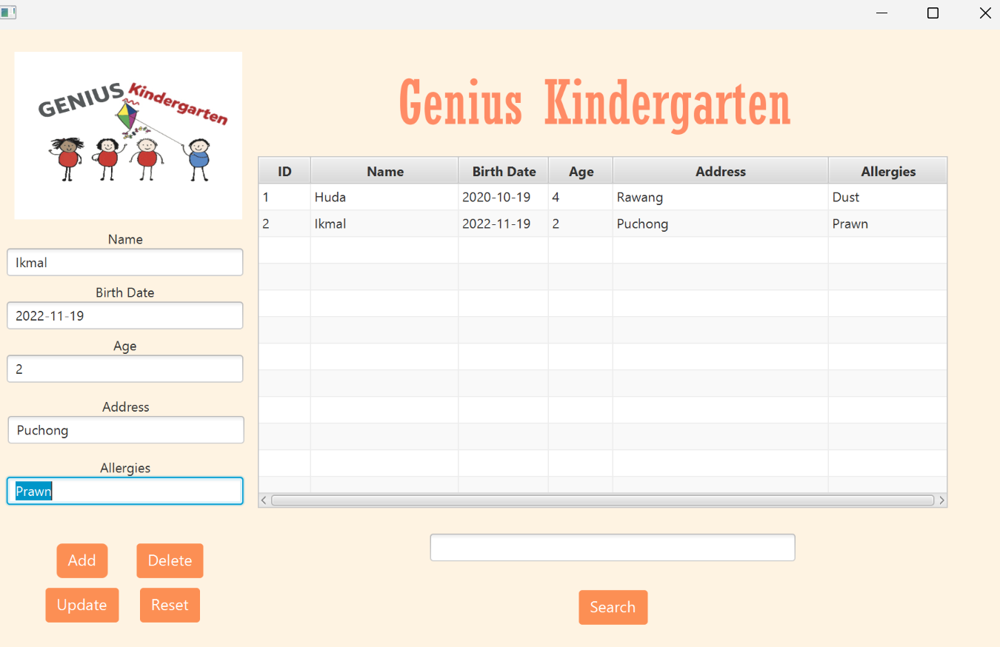 GENIUS Kindergarten
Genius Kindergarten
Name
Ikmal
Birth Date
2022-11-19
Age
2
Address
Puchong
Allergies
Prawn
Add Delete
Update Reset
ID Name Birth Date Age Address Allergies
1 Huda 2020-10-19 4 Rawang Dust
2 Ikmal 2022-11-19 2 Puchong Prawn
Search